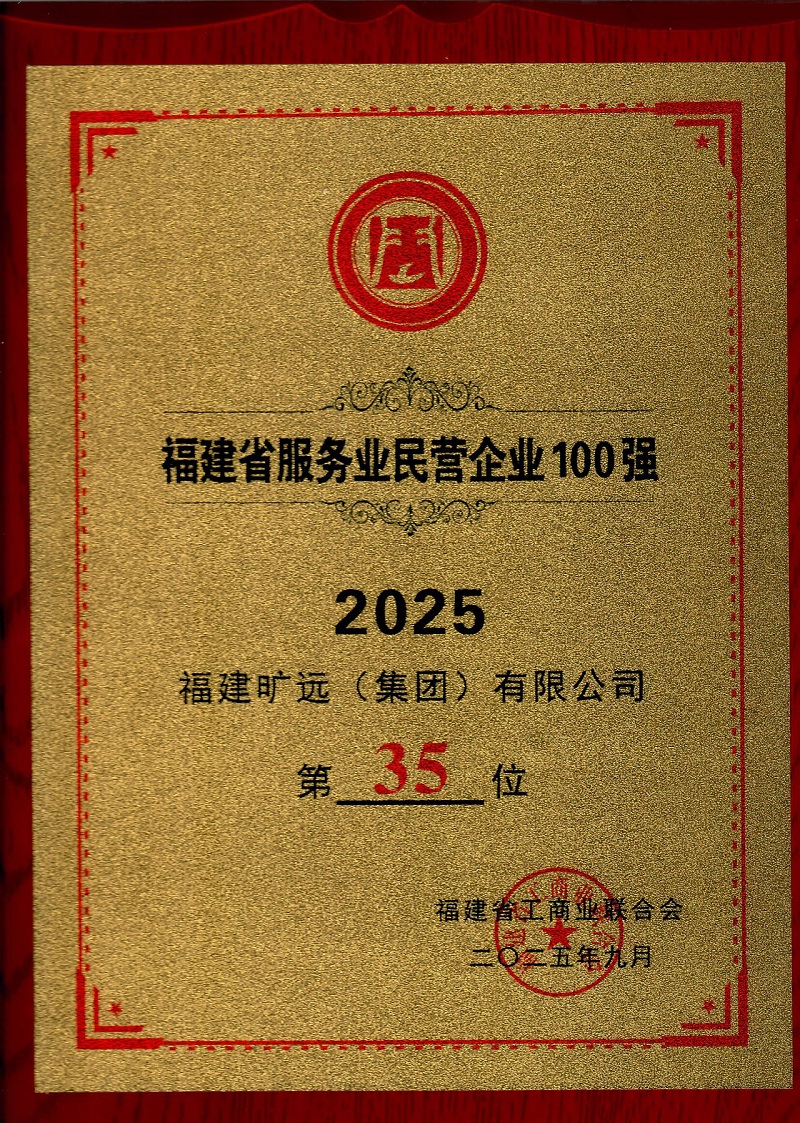 福建省服务业民营企业100强
2025
福建旷远（集团）有限公司
第 35 位
福建省工商业联合会
二〇二五年九月